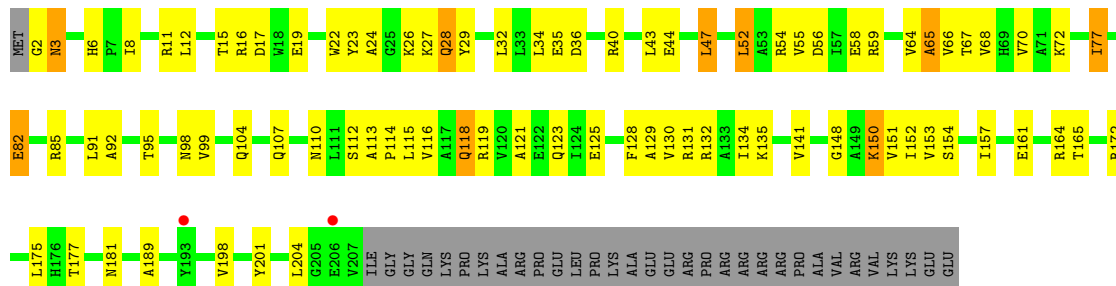 MET G2 N3 H6 P7 I8 R11 L12 T15 R16 D17 W18 E19 W22 Y23 A24 G25 K26 K27 Q28 Y29 L32 L33 L34 E35 D36 R40 L43 E44 L47 L52 A53 R54 V55 D56 I57 E58 R59 V64 A65 V66 T67 V68 H69 V70 A71 K72 I77
E82 R85 L91 A92 T95 N98 V99 Q104 Q107 N110 L111 S112 A113 P114 L115 V116 A117 Q118 R119 V120 A121 E122 Q123 I124 E125 F128 A129 V130 R131 R132 A133 I134 K135 V141 G148 A149 K150 V151 I152 V153 S154 I157 E161 R164 T165
L175 H176 T177 N181 A189 Y193 V198 Y201 L204 G205 E206 V207 ILE GLY GLY GLN LYS PRO LYS ALA ARG PRO GLU LEU PRO LYS ALA GLU GLU ARG PRO ARG ARG ARG ARG PRO ALA VAL ARG VAL LYS LYS GLU GLU